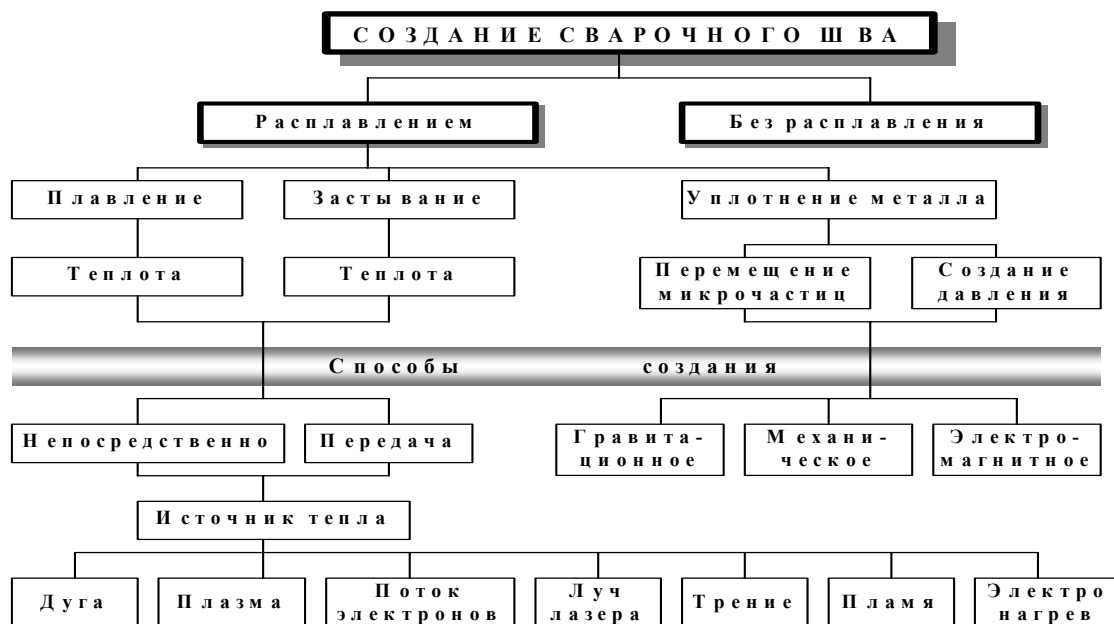 СОЗДАНИЕ СВАРОЧНОГО ШВА
Расплавлением
Без расплавления
Плавление
Застывание
Уплотнение металла
Теплота
Теплота
Перемещение
микрочастиц
Создание
давления
Способы создания
Непосредственно
Передача
Гравита-
ционное
Механи-
ческое
Электро-
магнитное
Источник тепла
Дуга
Плазма
Поток
электронов
Луч
лазера
Трение
Пламя
Электро
нагрев